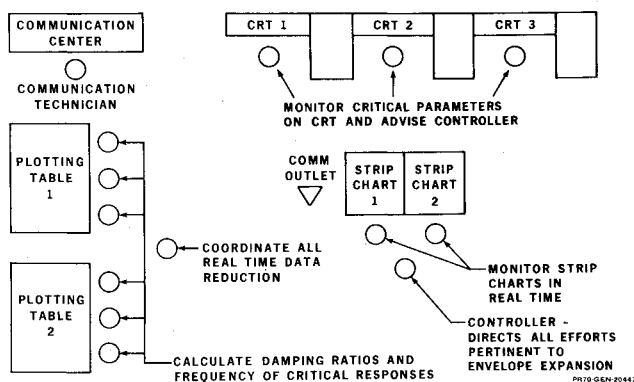 COMMUNICATION
CENTER
COMMUNICATION
TECHNICIAN
CRT 1
CRT 2
CRT 3
MONITOR CRITICAL PARAMETERS
ON CRT AND ADVISE CONTROLLER
PLOTTING
TABLE
1
COMM
OUTLET
STRIP
CHART
1
STRIP
CHART
2
COORDINATE ALL
REAL TIME DATA
REDUCTION
MONITOR STRIP
CHARTS IN
REAL TIME
PLOTTING
TABLE
2
CONTROLLER -
DIRECTS ALL EFFORTS
PERTINENT TO
ENVELOPE EXPANSION
CALCULATE DAMPING RATIOS AND
FREQUENCY OF CRITICAL RESPONSES